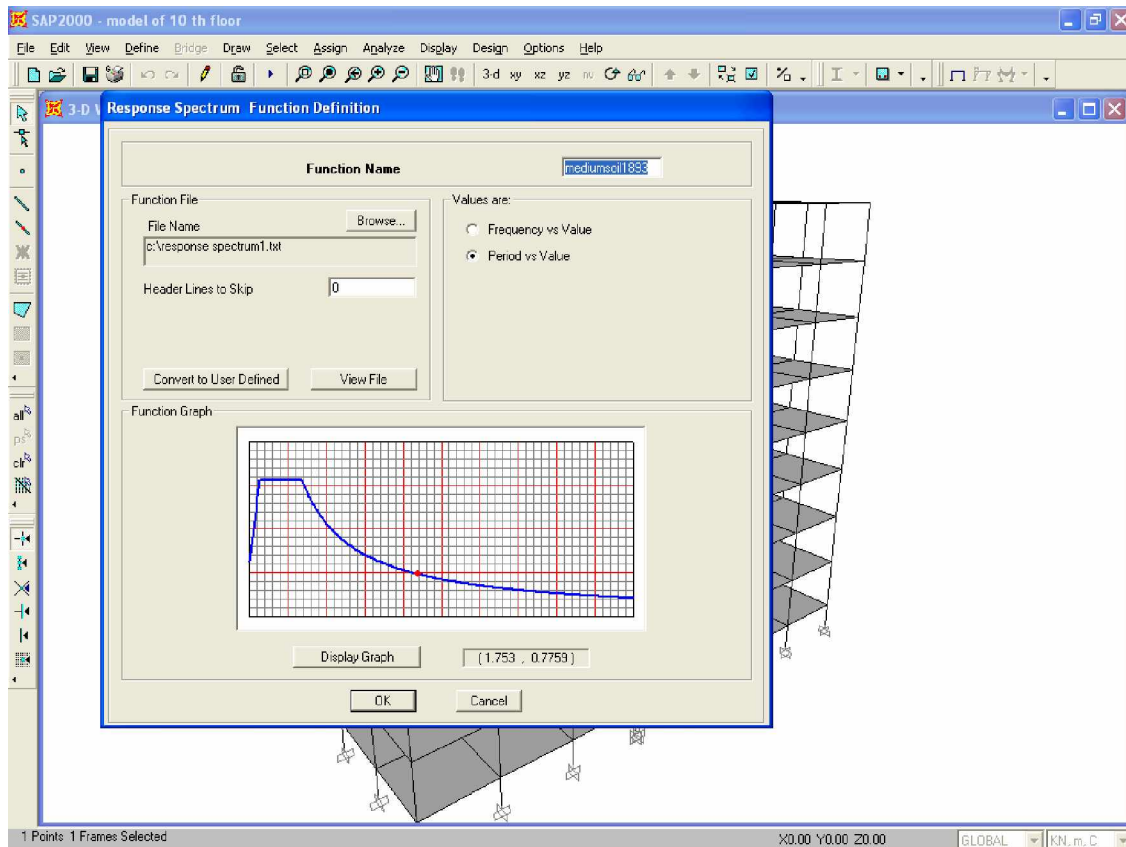 SAP2000 - model of 10 th floor
File Edit View Define Bridge Draw Select Assign Analyze Display Design Options Help
3-d xy xz yz nv
3-D V
Response Spectrum Function Definition
Function Name mediumsoil1893
Function File
File Name Browse...
c:\response spectrum1.txt
Header Lines to Skip 0
Convert to User Defined View File
Values are:
Frequency vs Value
Period vs Value
Function Graph
Display Graph (1.753 , 0.7759)
OK Cancel
all
ps
clr
1 Points 1 Frames Selected X0.00 Y0.00 Z0.00 GLOBAL KN, m, C